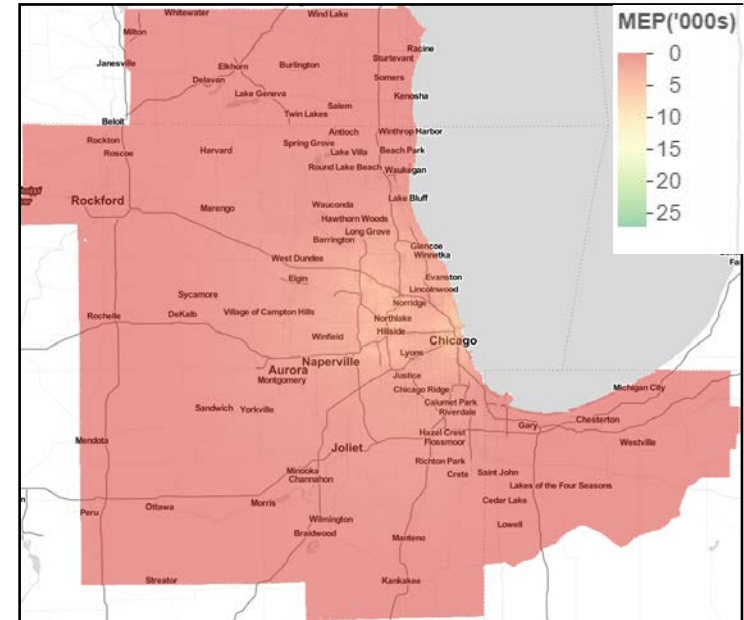 MEP('000s)
0
5
10
15
20
25
Whitewater
Wind Lake
Milton
Racine
Sturtevant
Janesville
Elkhorn
Burlington
Delavan
Somers
Lake Geneva
Kenosha
Salem
Twin Lakes
Beloit
Antioch
Winthrop Harbor
Rockton
Spring Grove
Roscoe
Harvard
Lake Villa
Beach Park
Round Lake Beach
Waukegan
Rockford
Lake Bluff
Marengo
Wauconda
Hawthorn Woods
Long Grove
Barrington
Glencoe
Winnetka
West Dundee
Fa
Elgin
Evanston
Lincolnwood
Sycamore
Norridge
Rochelle
DeKalb
Village of Campton Hills
Northlake
Hillside
Winfield
Chicago
Lyons
Naperville
Aurora
Montgomery
Justice
Michigan City
Chicago Ridge
Sandwich
Yorkville
Calumet Park
Riverdale
Chesterton
Gary
Mendota
Hazel Crest
Flossmoor
Westville
Joliet
Richton Park
Minooka
Crete
Saint John
Channahon
Lakes of the Four Seasons
Peru
Ottawa
Morris
Cedar Lake
Wilmington
Lowell
Braidwood
Manteno
Streator
Kankakee